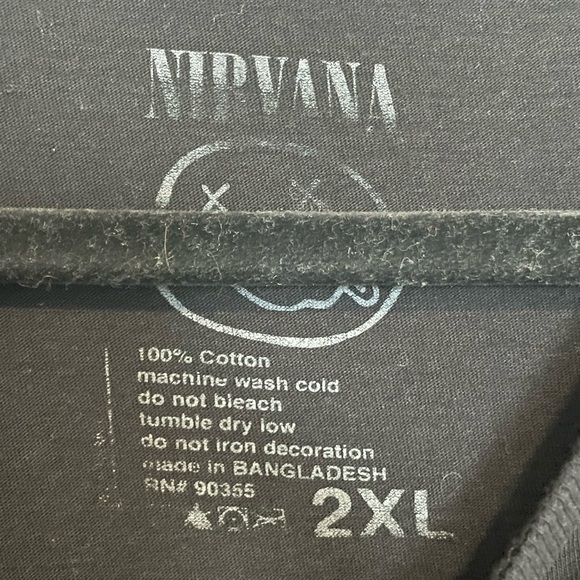 NIRVANA
100% Cotton
machine wash cold
do not bleach
tumble dry low
do not iron decoration
made in BANGLADESH
RN# 90355
2XL